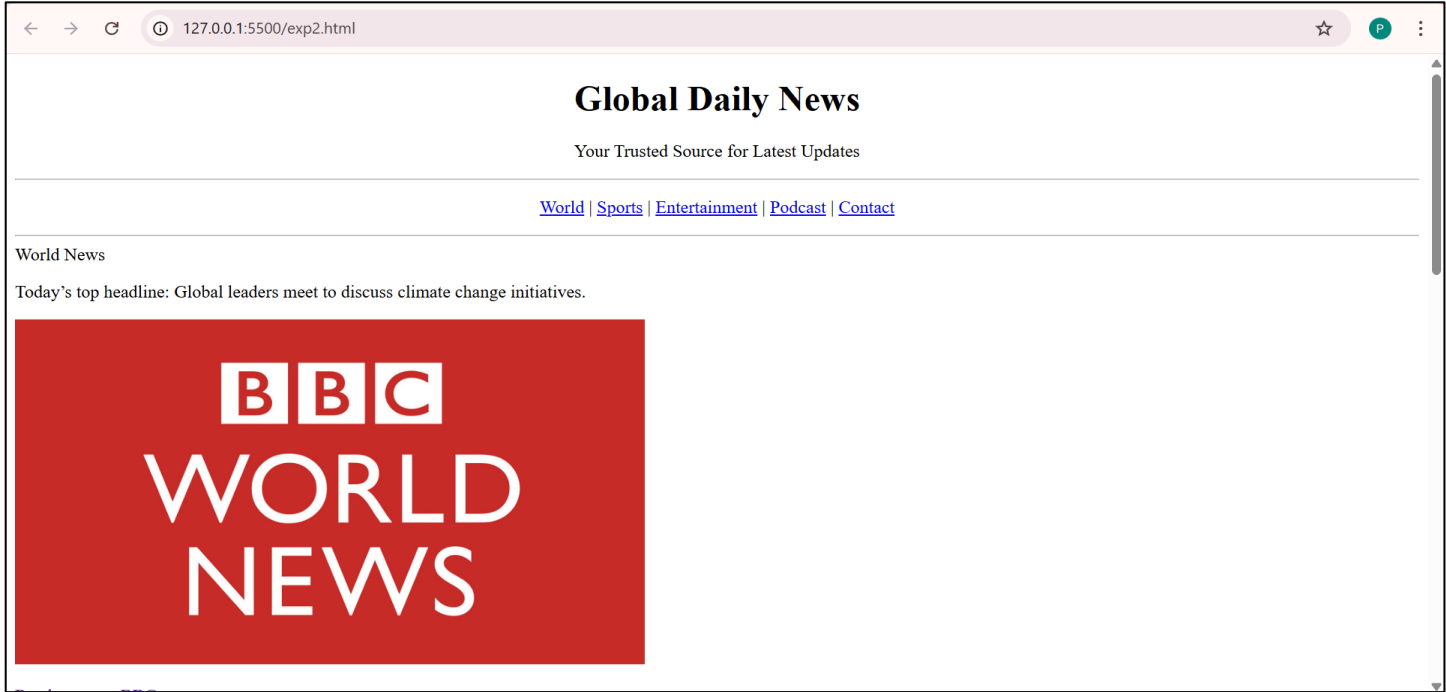 127.0.0.1:5500/exp2.html
P
Global Daily News
Your Trusted Source for Latest Updates
World | Sports | Entertainment | Podcast | Contact
World News
Today’s top headline: Global leaders meet to discuss climate change initiatives.
BBC
WORLD
NEWS